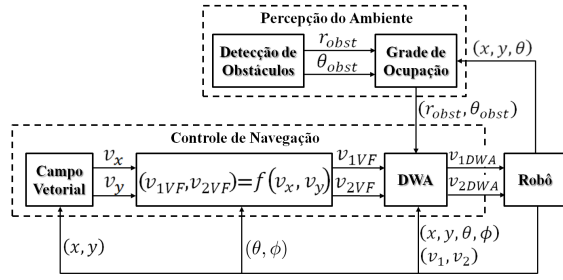 Percepção do Ambiente
Detecção de
Obstáculos
r_obst
θ_obst
Grade de
Ocupação
(x, y, θ)
(r_obst, θ_obst)
Controle de Navegação
Campo
Vetorial
v_x
v_y
(v_1VF, v_2VF)=f(v_x, v_y)
v_1VF
v_2VF
DWA
v_1DWA
v_2DWA
Robô
(x, y)
(θ, ϕ)
(x, y, θ, ϕ)
(v_1, v_2)